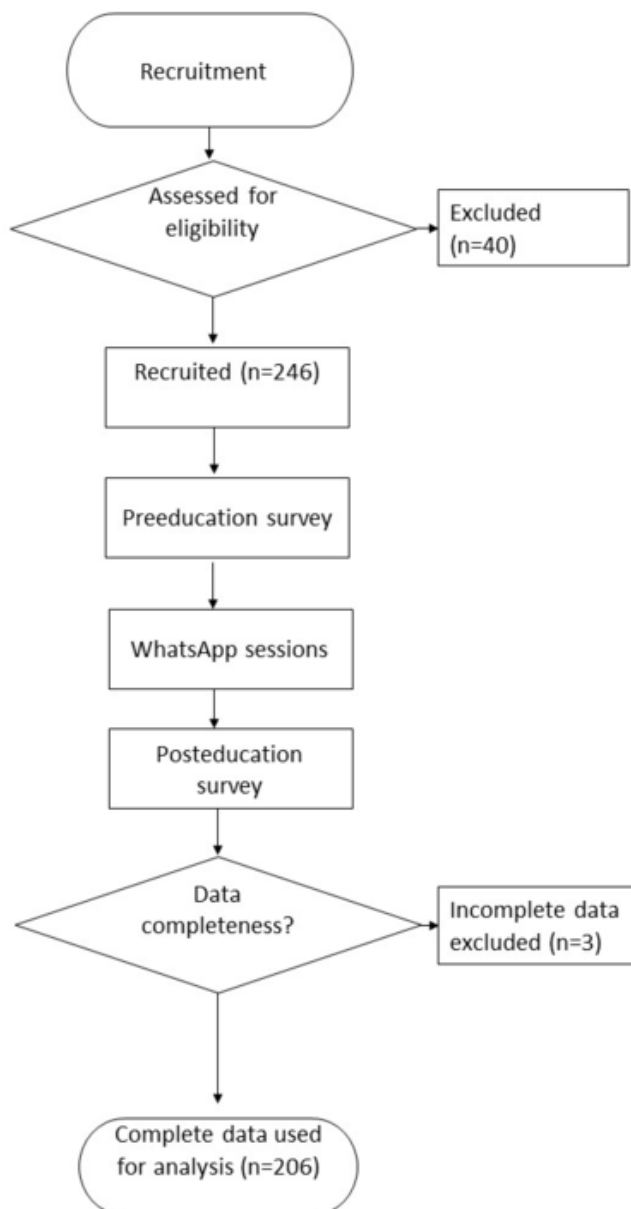 Recruitment
Assessed for
eligibility
Excluded
(n=40)
Recruited (n=246)
Preeducation survey
WhatsApp sessions
Posteducation
survey
Data
completeness?
Incomplete data
excluded (n=3)
Complete data used
for analysis (n=206)